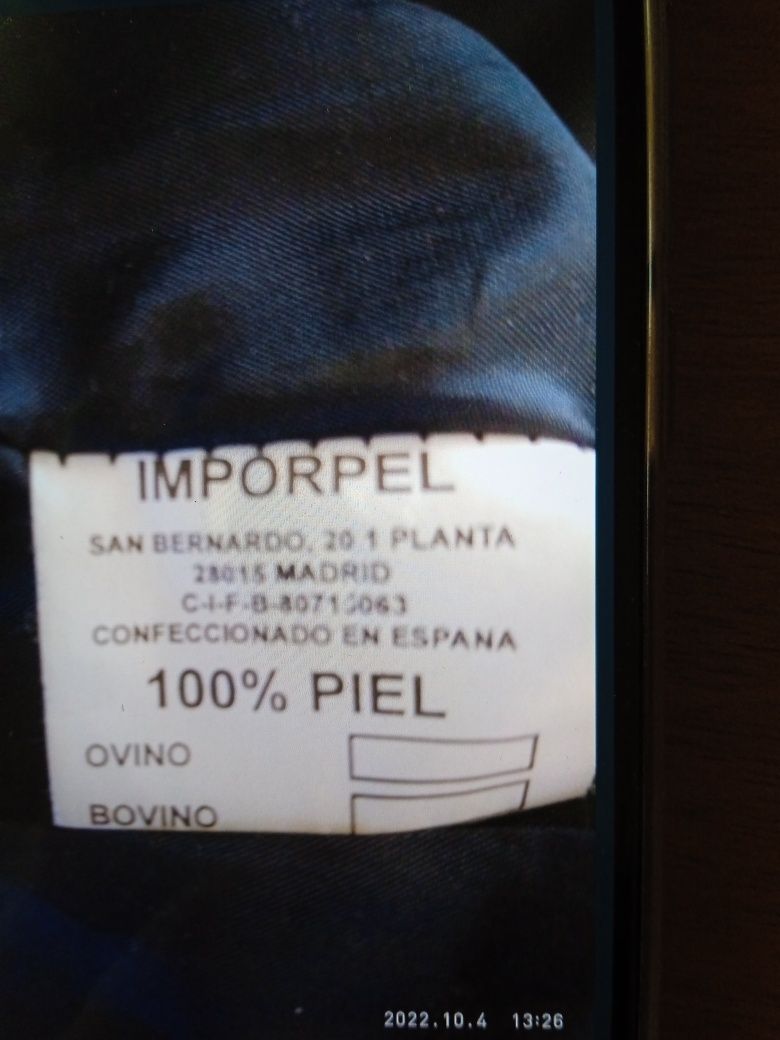 IMPORPEL
SAN BERNARDO, 20 1 PLANTA
28015 MADRID
CONFECCIONADO EN ESPANA
100% PIEL
OVINO
BOVINO
2022.10.4 13:26